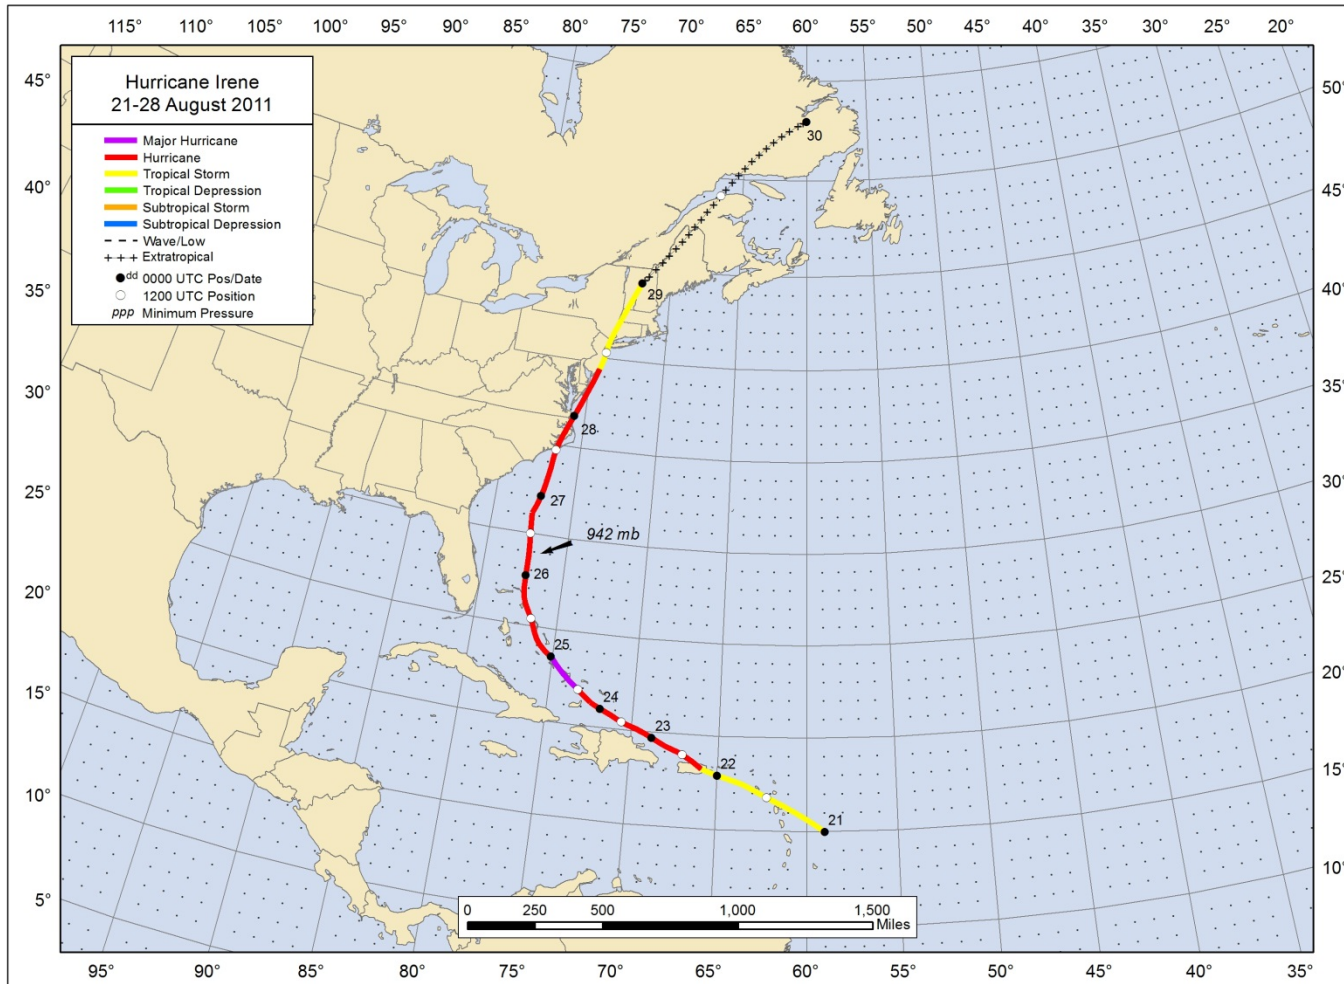 115° 110° 105° 100° 95° 90° 85° 80° 75° 70° 65° 60° 55° 50° 45° 40° 35° 30° 25° 20°
Hurricane Irene
21-28 August 2011
Major Hurricane
Hurricane
Tropical Storm
Tropical Depression
Subtropical Storm
Subtropical Depression
Wave/Low
Extratropical
dd 0000 UTC Pos/Date
1200 UTC Position
ppp Minimum Pressure
45°
40°
35°
30°
25°
20°
15°
10°
5°
50°
45°
40°
35°
30°
25°
20°
15°
10°
30
29
28
27
942 mb
26
25
24
23
22
21
0 250 500 1,000 1,500
Miles
95° 90° 85° 80° 75° 70° 65° 60° 55° 50° 45° 40° 35°